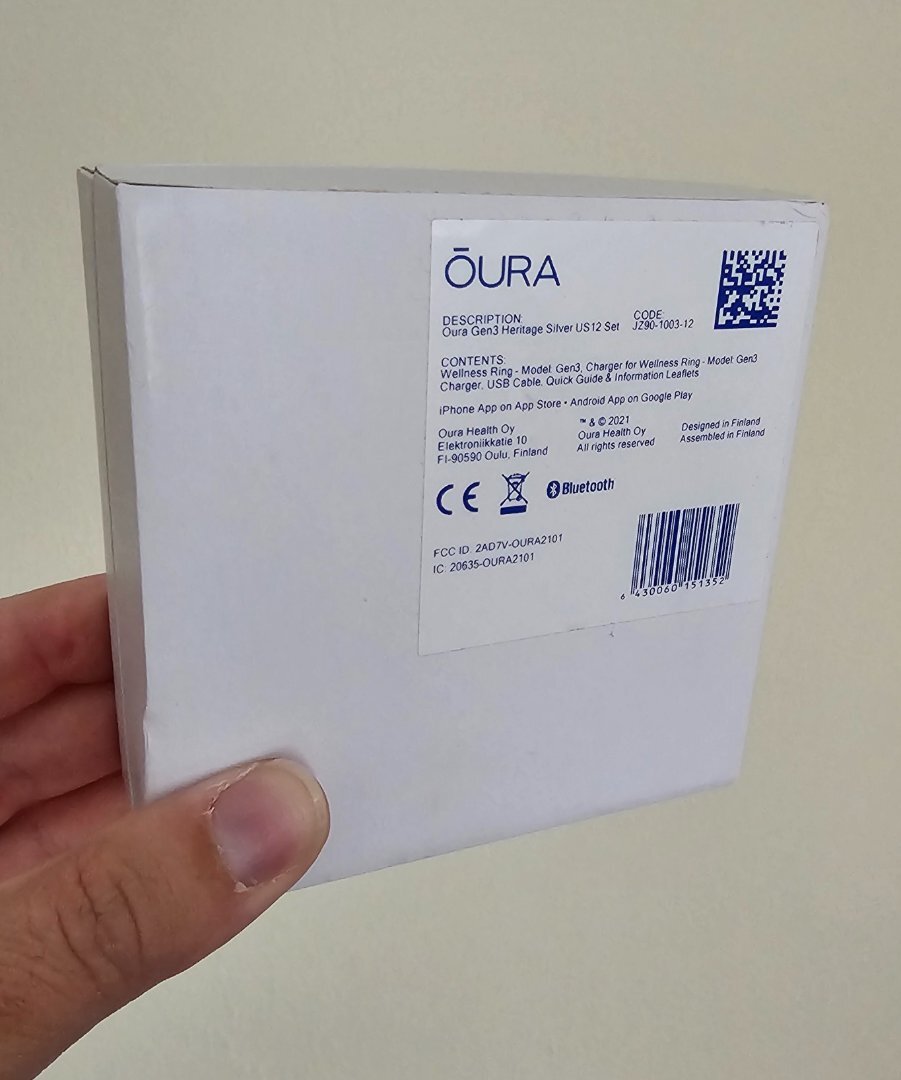 ŌURA
DESCRIPTION:
Oura Gen3 Heritage Silver US12 Set
CODE:
JZ90-1003-12
CONTENTS:
Wellness Ring - Model: Gen3, Charger for Wellness Ring - Model: Gen3
Charger, USB Cable, Quick Guide & Information Leaflets
iPhone App on App Store • Android App on Google Play
Oura Health Oy
Elektroniikkatie 10
FI-90590 Oulu, Finland
™ & © 2021
Oura Health Oy
All rights reserved
Designed in Finland
Assembled in Finland
CE
Bluetooth
FCC ID: 2AD7V-OURA2101
IC: 20635-OURA2101
6 430060 151352